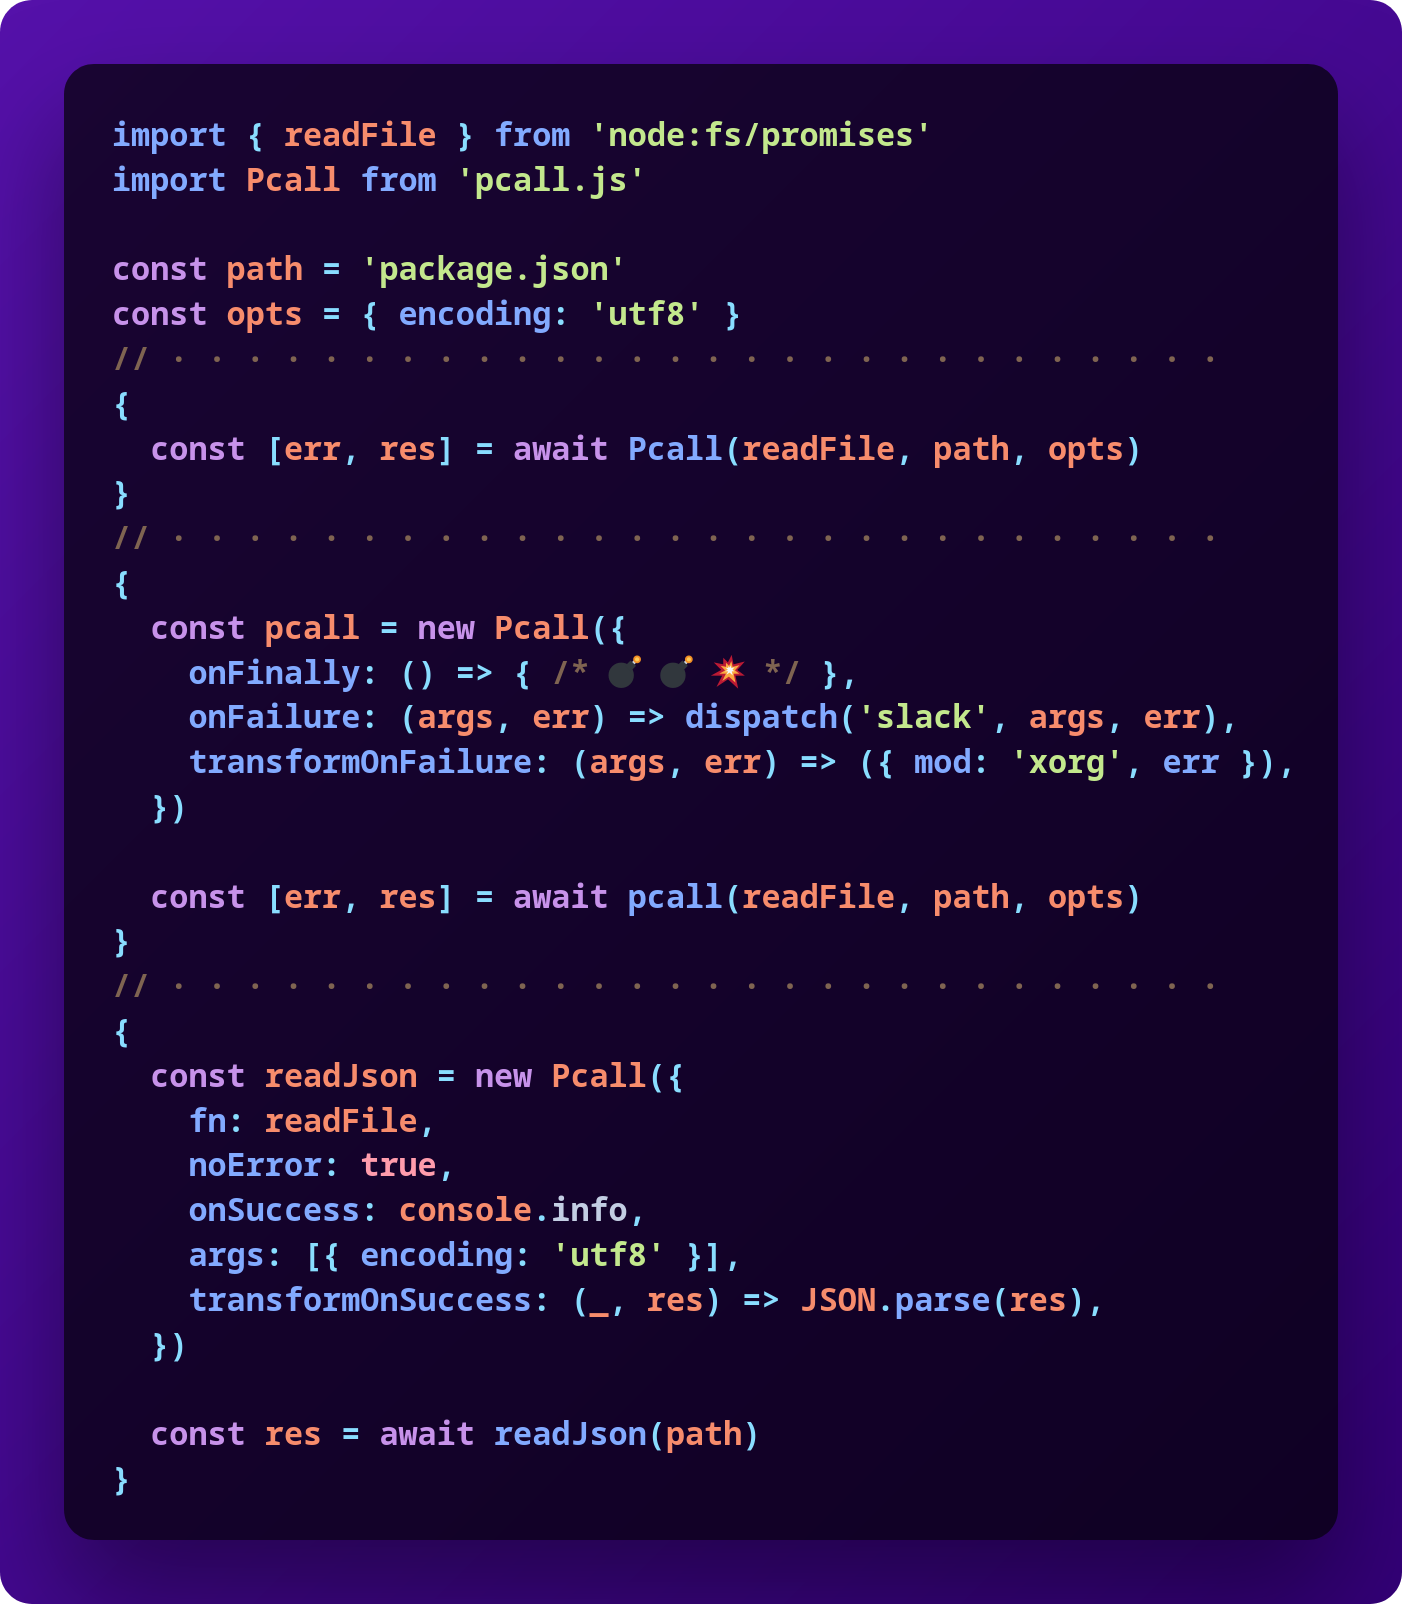 import { readFile } from 'node:fs/promises'
import Pcall from 'pcall.js'

const path = 'package.json'
const opts = { encoding: 'utf8' }
// · · · · · · · · · · · · · · · · · · · · · · · · · · · ·
{
  const [err, res] = await Pcall(readFile, path, opts)
}
// · · · · · · · · · · · · · · · · · · · · · · · · · · · ·
{
  const pcall = new Pcall({
    onFinally: () => { /* 💣 💣 💥 */ },
    onFailure: (args, err) => dispatch('slack', args, err),
    transformOnFailure: (args, err) => ({ mod: 'xorg', err }),
  })

  const [err, res] = await pcall(readFile, path, opts)
}
// · · · · · · · · · · · · · · · · · · · · · · · · · · · ·
{
  const readJson = new Pcall({
    fn: readFile,
    noError: true,
    onSuccess: console.info,
    args: [{ encoding: 'utf8' }],
    transformOnSuccess: (_, res) => JSON.parse(res),
  })

  const res = await readJson(path)
}